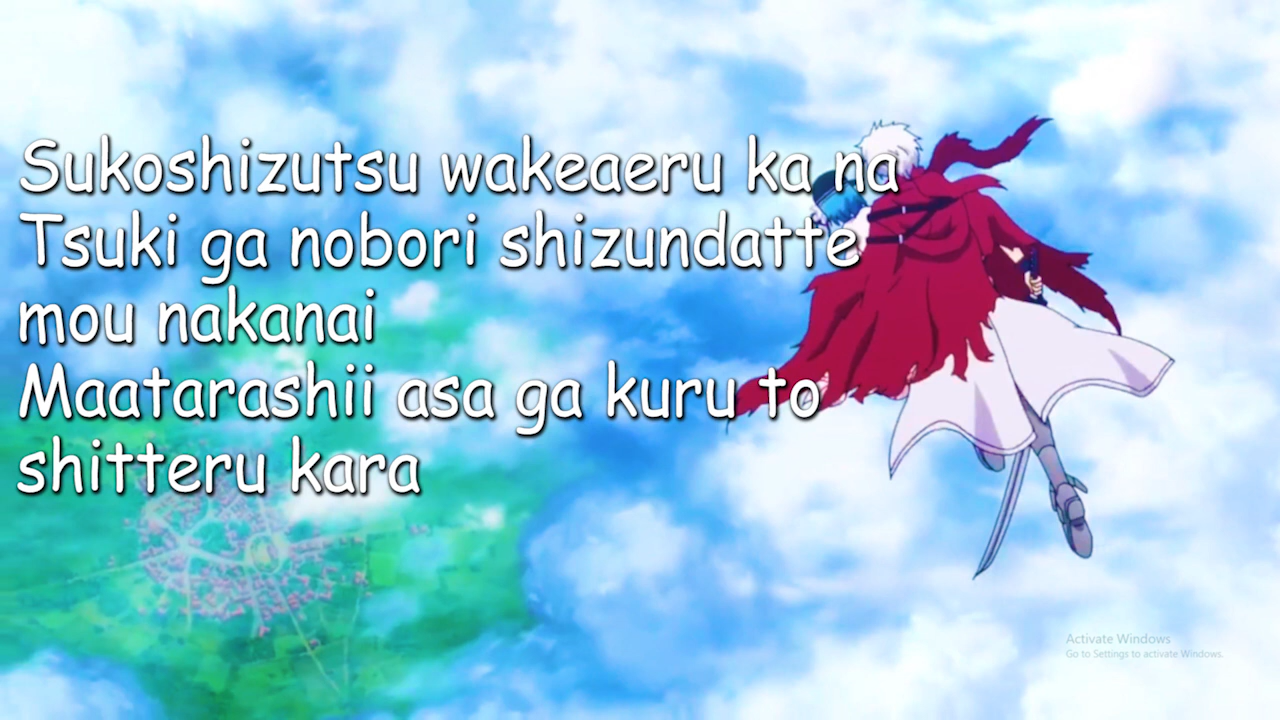 Sukoshizutsu wakeaeru ka na
Tsuki ga nobori shizundatte
mou nakanai
Maatarashii asa ga kuru to
shitteru kara
Activate Windows
Go to Settings to activate Windows.